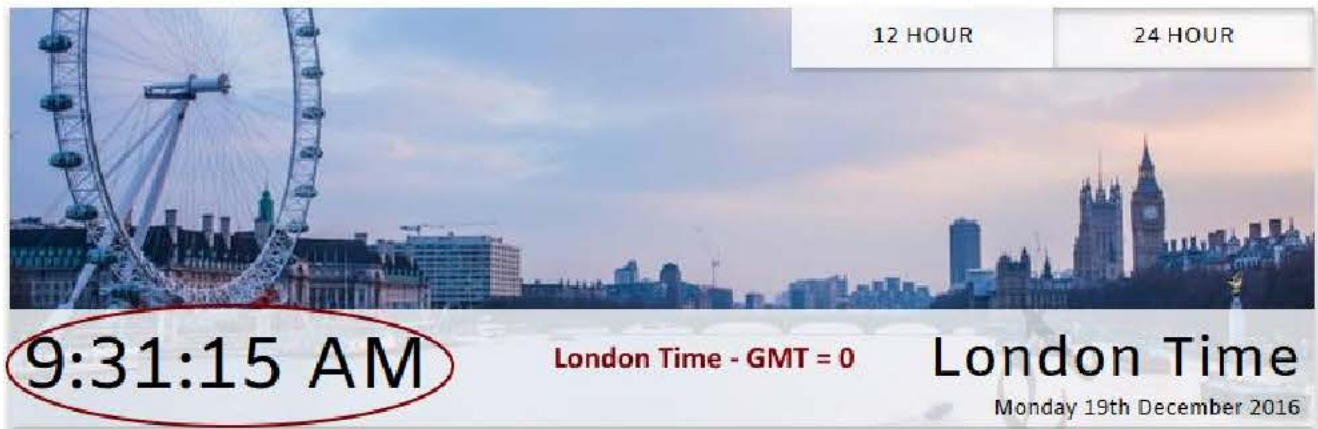 12 HOUR
24 HOUR
9:31:15 AM
London Time - GMT = 0
London Time
Monday 19th December 2016